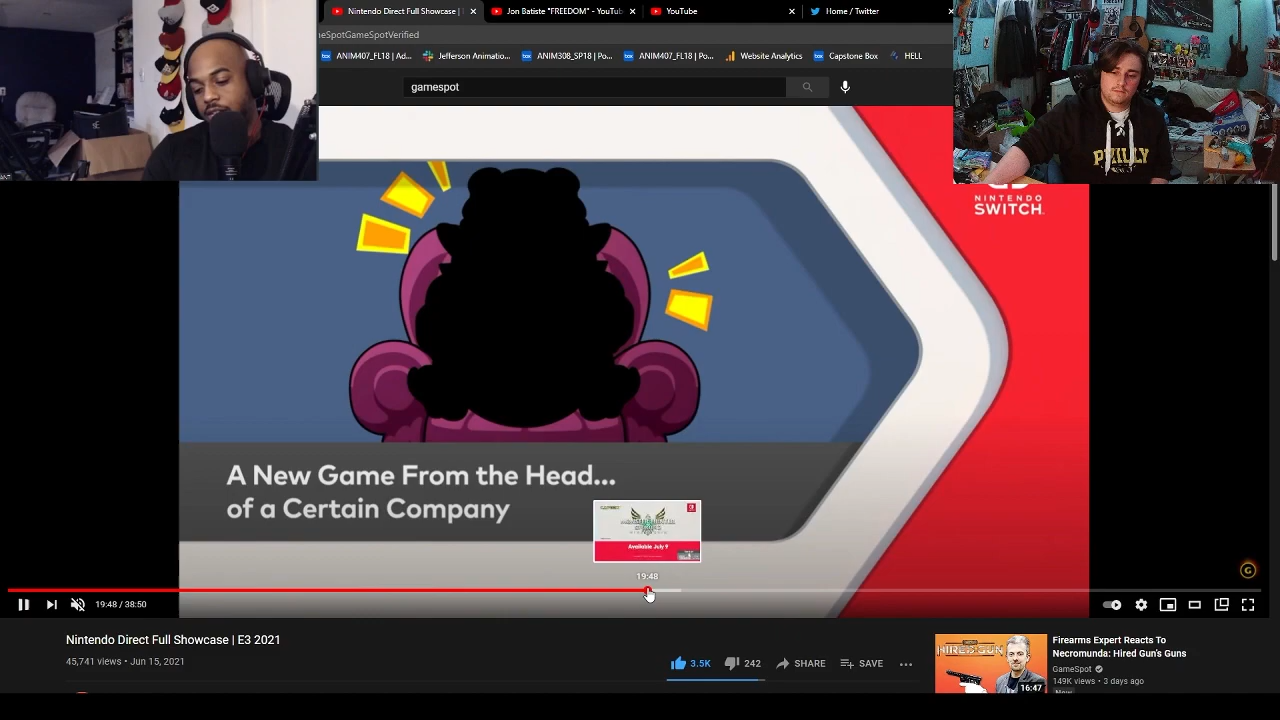 Nintendo Direct Full Showcase |
Jon Batiste "FREEDOM" - YouTub
YouTube
Home / Twitter
eSpotGameSpotVerified
ANIM407_FL18 | Ad...
Jefferson Animatio...
ANIM308_SP18 | Po...
ANIM407_FL18 | Po...
Website Analytics
Capstone Box
HELL
gamespot
PHILLY
NINTENDO
SWITCH
A New Game From the Head...
of a Certain Company
Available July 9
19:48
19:48 / 38:50
Nintendo Direct Full Showcase | E3 2021
45,741 views • Jun 15, 2021
3.5K
242
SHARE
SAVE
HIRED GUN
16:47
Firearms Expert Reacts To
Necromunda: Hired Gun's Guns
GameSpot
149K views • 3 days ago
New